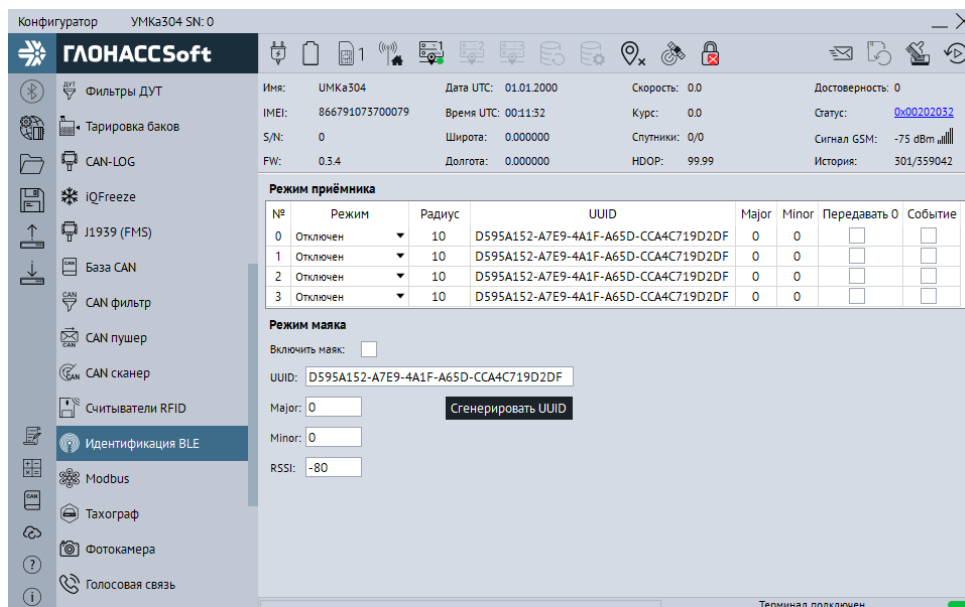 Конфигуратор УМКа304 SN: 0
ГЛОНАССSoft
1
Фильтры ДУТ
Тарировка баков
CAN-LOG
iQFreeze
J1939 (FMS)
База CAN
CAN фильтр
CAN пушер
CAN сканер
Считыватели RFID
Идентификация BLE
Modbus
Тахограф
Фотокамера
Голосовая связь
Имя: UMKa304 Дата UTC: 01.01.2000 Скорость: 0.0 Достоверность: 0
IMEI: 866791073700079 Время UTC: 00:11:32 Курс: 0.0 Статус: 0x00202032
S/N: 0 Широта: 0.000000 Спутники: 0/0 Сигнал GSM: -75 dBm
FW: 0.3.4 Долгота: 0.000000 HDOP: 99.99 История: 301/359042
Режим приёмника
№ Режим Радиус UUID Major Minor Передавать 0 Событие
0 Отключен 10 D595A152-A7E9-4A1F-A65D-CCA4C719D2DF 0 0
1 Отключен 10 D595A152-A7E9-4A1F-A65D-CCA4C719D2DF 0 0
2 Отключен 10 D595A152-A7E9-4A1F-A65D-CCA4C719D2DF 0 0
3 Отключен 10 D595A152-A7E9-4A1F-A65D-CCA4C719D2DF 0 0
Режим маяка
Включить маяк:
UUID: D595A152-A7E9-4A1F-A65D-CCA4C719D2DF
Major: 0 Сгенерировать UUID
Minor: 0
RSSI: -80
Терминал подключен